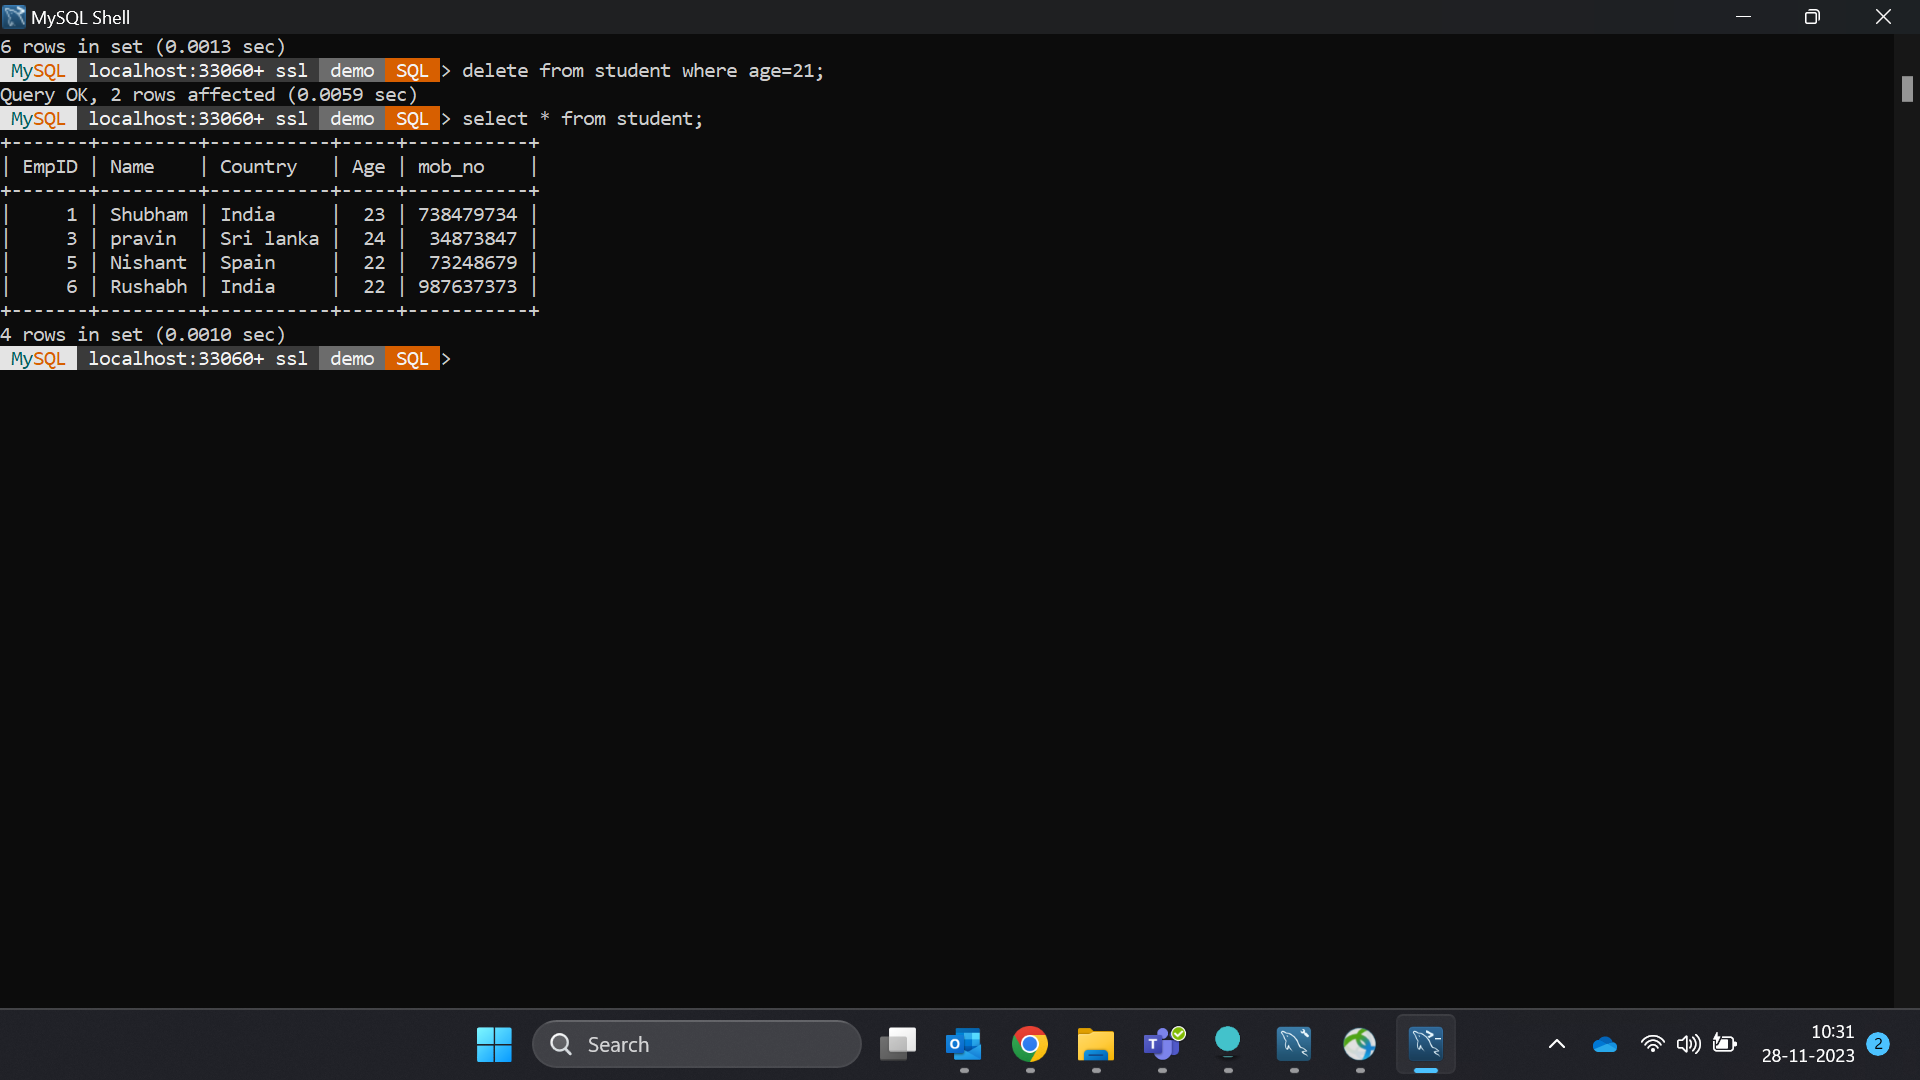 MySQL Shell
6 rows in set (0.0013 sec)
MySQL localhost:33060+ ssl demo SQL > delete from student where age=21;
Query OK, 2 rows affected (0.0059 sec)
MySQL localhost:33060+ ssl demo SQL > select * from student;
+-------+---------+-----------+-----+-----------+
| EmpID | Name    | Country   | Age | mob_no    |
+-------+---------+-----------+-----+-----------+
|     1 | Shubham | India     |  23 | 738479734 |
|     3 | pravin  | Sri lanka |  24 |  34873847 |
|     5 | Nishant | Spain     |  22 |  73248679 |
|     6 | Rushabh | India     |  22 | 987637373 |
+-------+---------+-----------+-----+-----------+
4 rows in set (0.0010 sec)
MySQL localhost:33060+ ssl demo SQL >
Search
10:31
28-11-2023
2